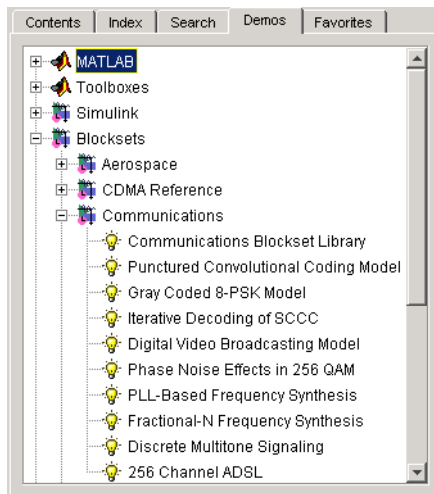 Contents Index Search Demos Favorites
MATLAB
Toolboxes
Simulink
Blocksets
Aerospace
CDMA Reference
Communications
Communications Blockset Library
Punctured Convolutional Coding Model
Gray Coded 8-PSK Model
Iterative Decoding of SCCC
Digital Video Broadcasting Model
Phase Noise Effects in 256 QAM
PLL-Based Frequency Synthesis
Fractional-N Frequency Synthesis
Discrete Multitone Signaling
256 Channel ADSL